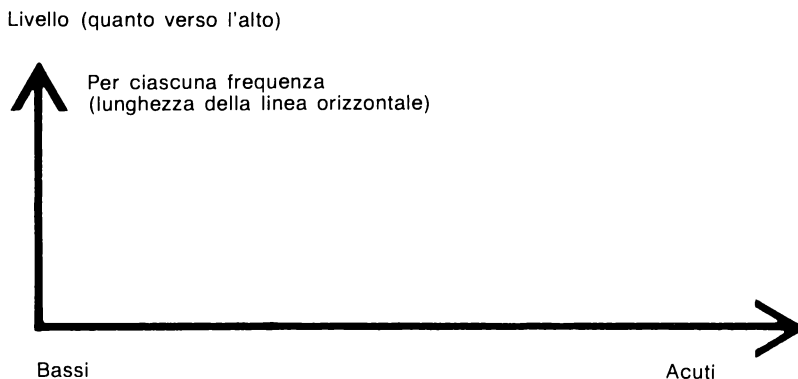 Livello (quanto verso l'alto)
Per ciascuna frequenza
(lunghezza della linea orizzontale)
Bassi
Acuti